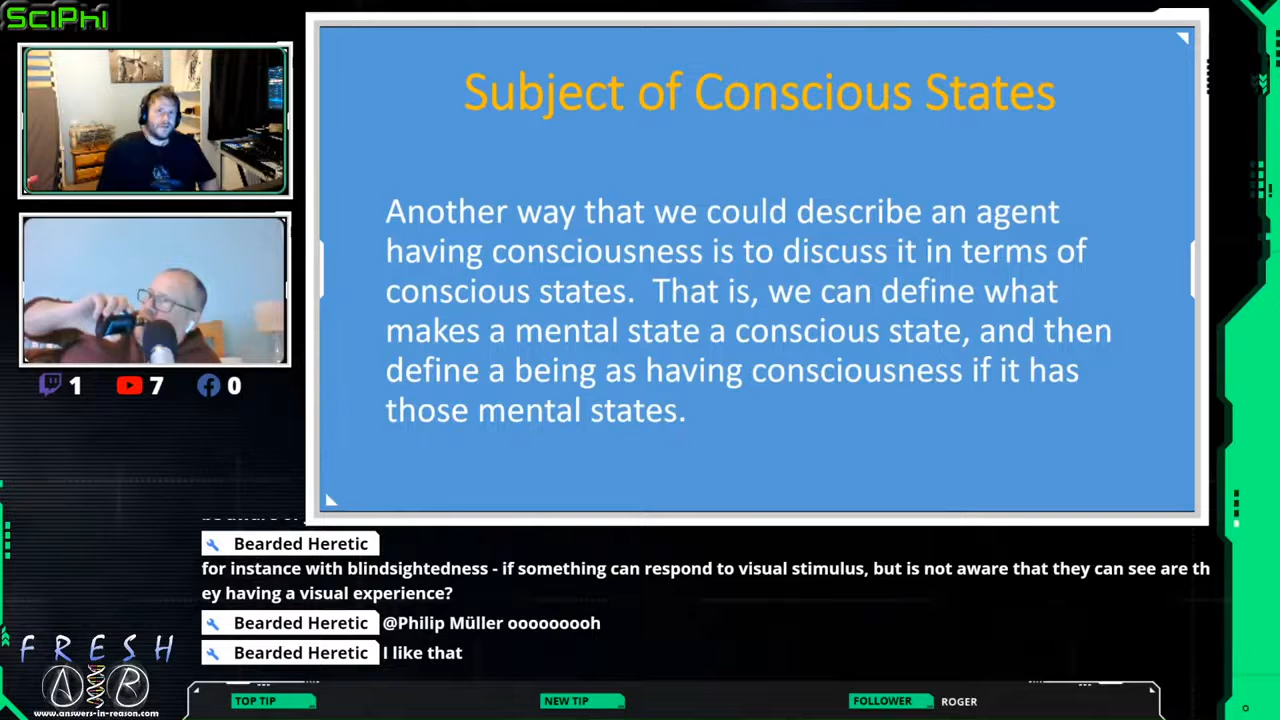 SciPhi
Subject of Conscious States
Another way that we could describe an agent
having consciousness is to discuss it in terms of
conscious states.  That is, we can define what
makes a mental state a conscious state, and then
define a being as having consciousness if it has
those mental states.
1 7 0
Bearded Heretic
for instance with blindsightedness - if something can respond to visual stimulus, but is not aware that they can see are th
ey having a visual experience?
Bearded Heretic @Philip Müller ooooooooh
Bearded Heretic I like that
FRESH
AiR
www.answers-in-reason.com
TOP TIP NEW TIP FOLLOWER ROGER